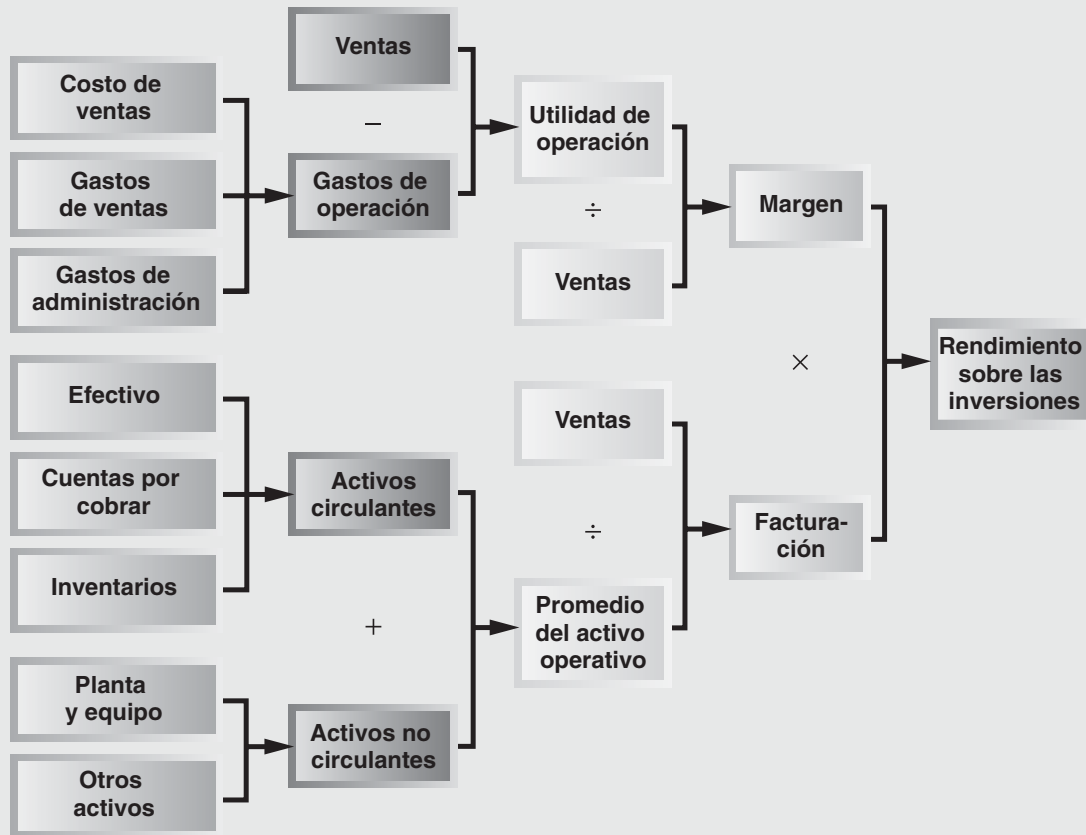 Ventas
Costo de
ventas
–
Gastos
de ventas
Gastos de
operación
Gastos de
administración
Utilidad de
operación
÷
Ventas
Margen
×
Rendimiento
sobre las
inversiones
Efectivo
Cuentas por
cobrar
Inventarios
Activos
circulantes
+
Planta
y equipo
Otros
activos
Activos no
circulantes
Ventas
÷
Promedio
del activo
operativo
Factura-
ción